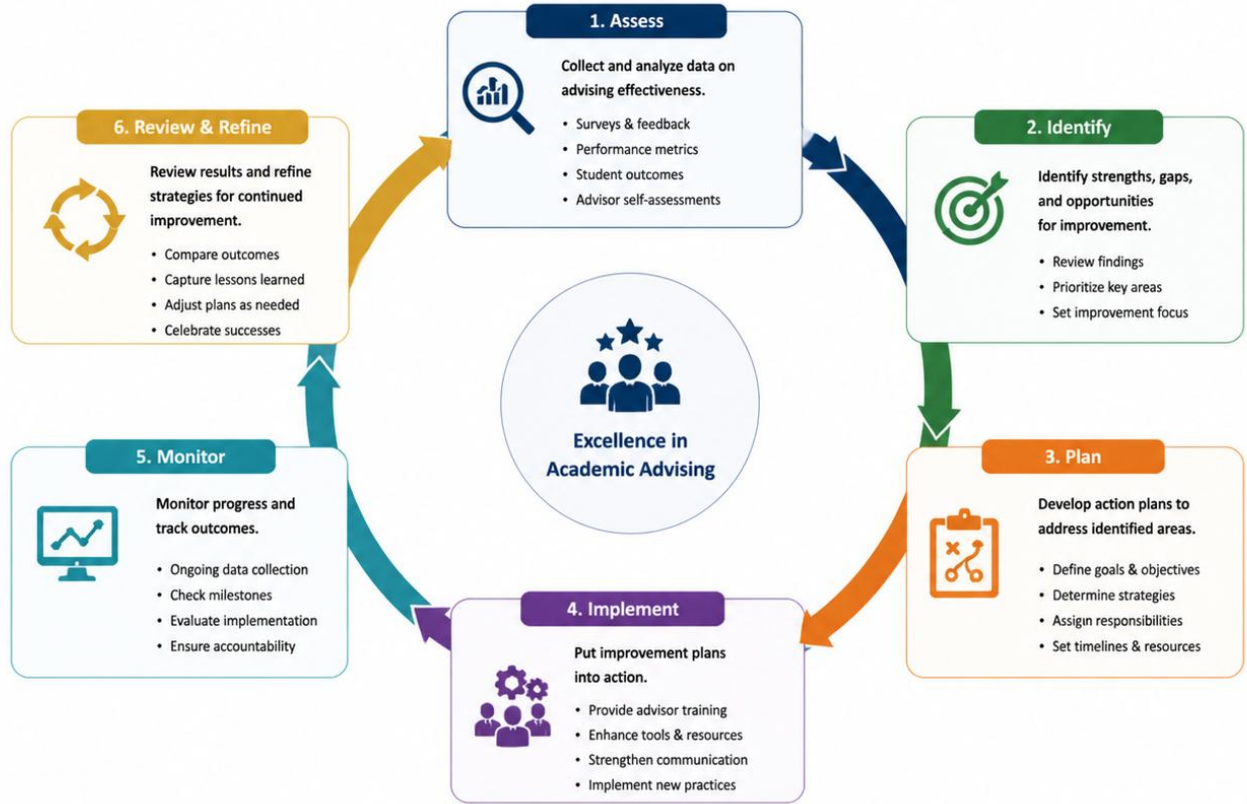 1. Assess
Collect and analyze data on
advising effectiveness.
• Surveys & feedback
• Performance metrics
• Student outcomes
• Advisor self-assessments
2. Identify
Identify strengths, gaps,
and opportunities
for improvement.
• Review findings
• Prioritize key areas
• Set improvement focus
3. Plan
Develop action plans to
address identified areas.
• Define goals & objectives
• Determine strategies
• Assign responsibilities
• Set timelines & resources
4. Implement
Put improvement plans
into action.
• Provide advisor training
• Enhance tools & resources
• Strengthen communication
• Implement new practices
5. Monitor
Monitor progress and
track outcomes.
• Ongoing data collection
• Check milestones
• Evaluate implementation
• Ensure accountability
6. Review & Refine
Review results and refine
strategies for continued
improvement.
• Compare outcomes
• Capture lessons learned
• Adjust plans as needed
• Celebrate successes
Excellence in
Academic Advising